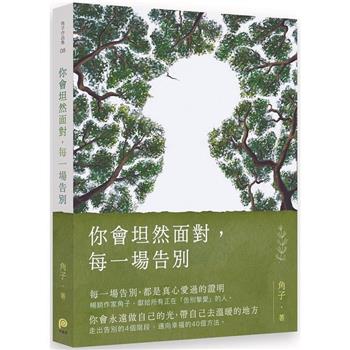 角子作品集
08
你會坦然面對，每一場告別
你會坦然面對，
每一場告別
角子·著
每一場告別，都是真心愛過的證明
暢銷作家角子，獻給所有正在「告別摯愛」的人。
你會永遠做自己的光，帶自己去溫暖的地方
走出告別的4個階段，邁向幸福的40個方法。